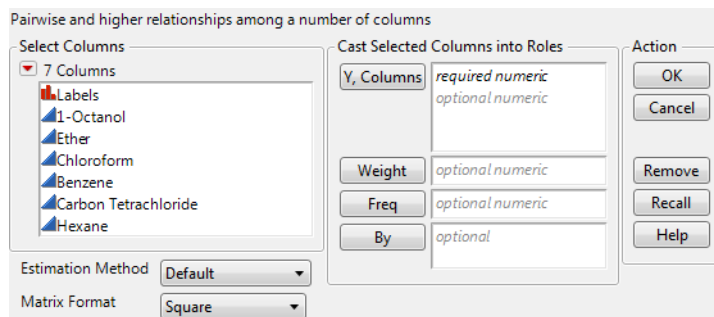 Pairwise and higher relationships among a number of columns
Select Columns
7 Columns
Labels
1-Octanol
Ether
Chloroform
Benzene
Carbon Tetrachloride
Hexane
Estimation Method Default
Matrix Format Square
Cast Selected Columns into Roles
Y, Columns required numeric
optional numeric
Weight optional numeric
Freq optional numeric
By optional
Action
OK
Cancel
Remove
Recall
Help